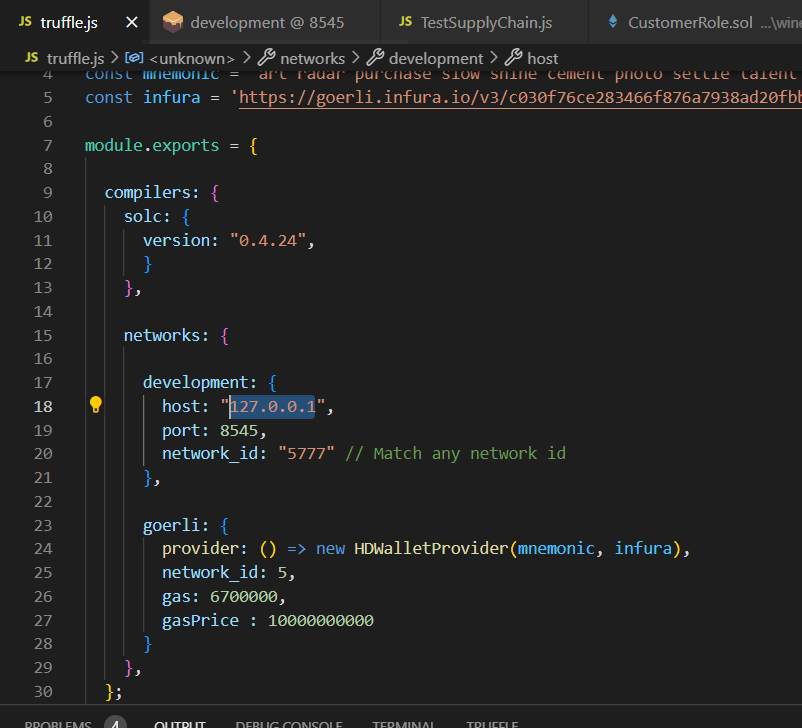 JS truffle.js × development @ 8545 JS TestSupplyChain.js CustomerRole.sol ...\wine
JS truffle.js > <unknown> > networks > development > host
4 const mnemonic = art radar purchase slow shine cement photo settle talent
5 const infura = 'https://goerli.infura.io/v3/c030f76ce283466f876a7938ad20fbb
6
7 module.exports = {
8
9 compilers: {
10 solc: {
11 version: "0.4.24",
12 }
13 },
14
15 networks: {
16
17 development: {
18 host: "127.0.0.1",
19 port: 8545,
20 network_id: "5777" // Match any network id
21 },
22
23 goerli: {
24 provider: () => new HDWalletProvider(mnemonic, infura),
25 network_id: 5,
26 gas: 6700000,
27 gasPrice : 10000000000
28 }
29 },
30 };
PROBLEMS 4 OUTPUT DEBUG CONSOLE TERMINAL TRUFFLE